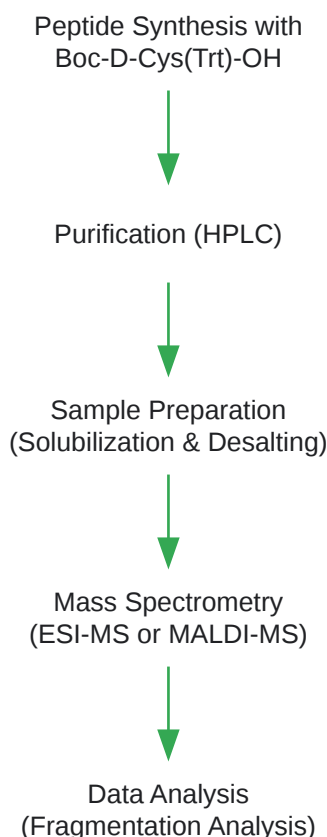 Peptide Synthesis with
Boc-D-Cys(Trt)-OH
Purification (HPLC)
Sample Preparation
(Solubilization & Desalting)
Mass Spectrometry
(ESI-MS or MALDI-MS)
Data Analysis
(Fragmentation Analysis)